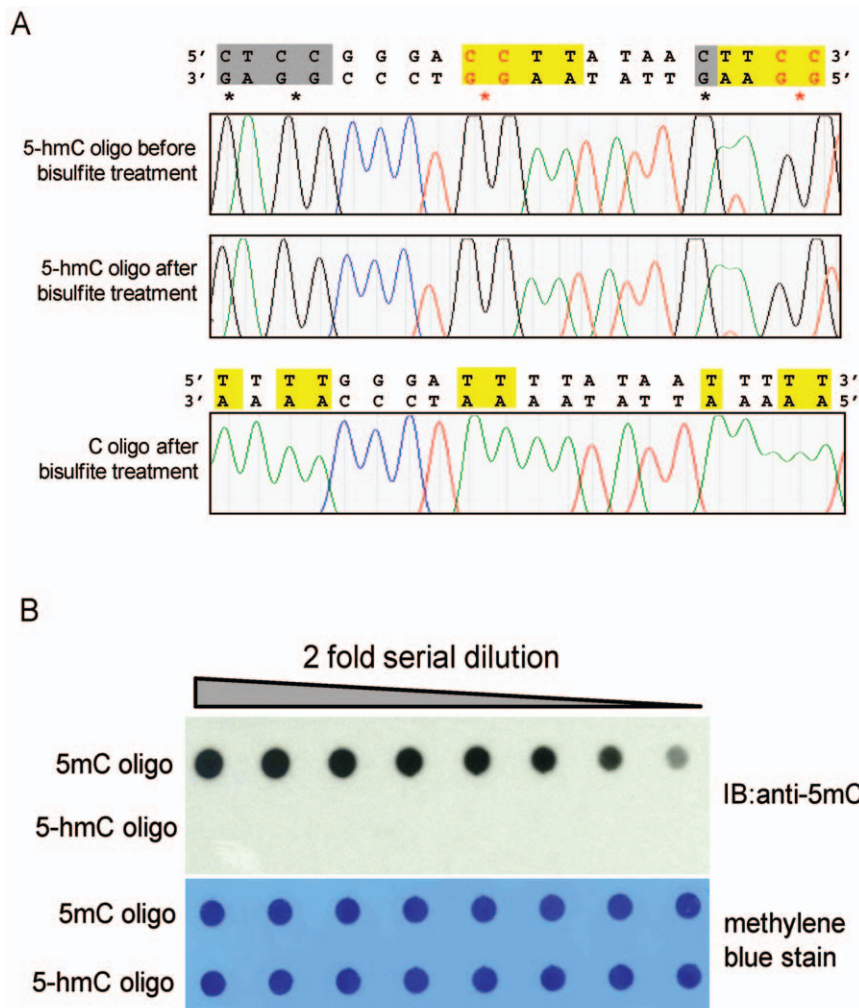 A
5’ C T C C G G G A C C T T A T A A C T T C C 3’
3’ G A G G C C C T G G A A T A T T G A A G G 5’
* * * * *
5-hmC oligo before
bisulfite treatment
5-hmC oligo after
bisulfite treatment
5’ T T T T G G G A T T T T A T A A T T T T T 3’
3’ A A A A C C C T A A A A T A T T A A A A A 5’
C oligo after
bisulfite treatment
B
2 fold serial dilution
5mC oligo
5-hmC oligo
IB:anti-5mC
5mC oligo
5-hmC oligo
methylene
blue stain